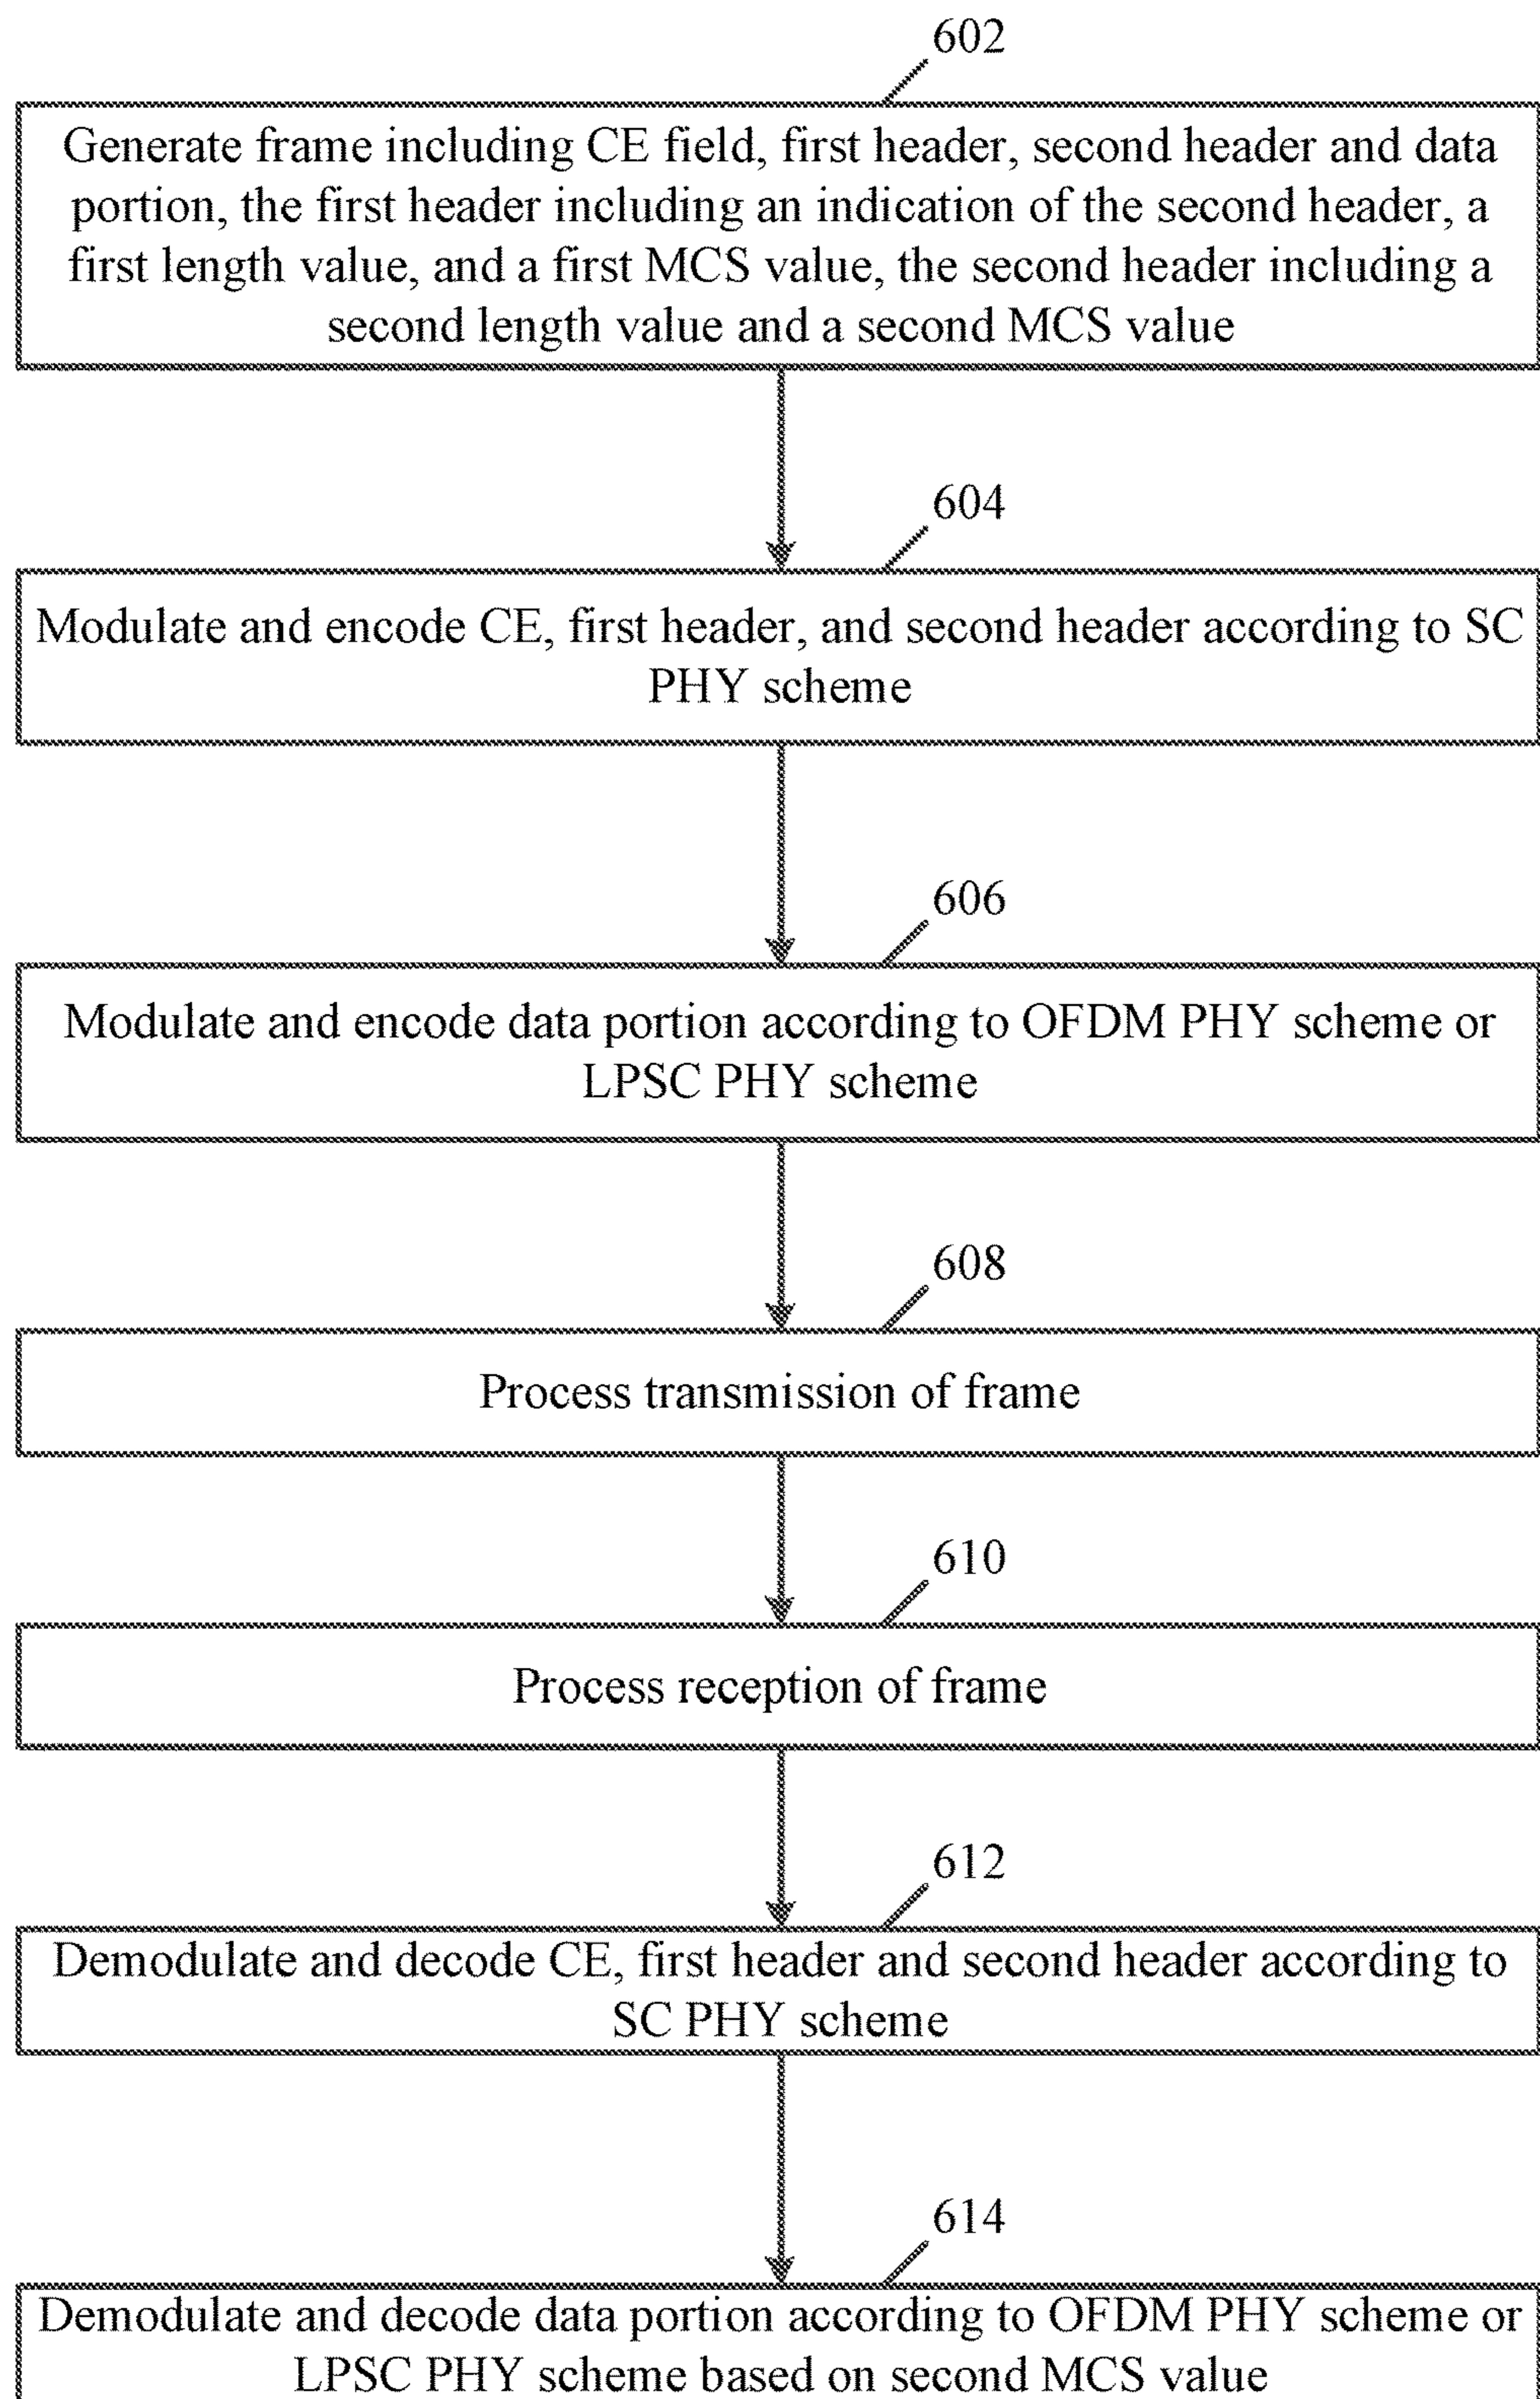 602
Generate frame including CE field, first header, second header and data
portion, the first header including an indication of the second header, a
first length value, and a first MCS value, the second header including a
second length value and a second MCS value
604
Modulate and encode CE, first header, and second header according to SC
PHY scheme
606
Modulate and encode data portion according to OFDM PHY scheme or
LPSC PHY scheme
608
Process transmission of frame
610
Process reception of frame
612
Demodulate and decode CE, first header and second header according to
SC PHY scheme
614
Demodulate and decode data portion according to OFDM PHY scheme or
LPSC PHY scheme based on second MCS value